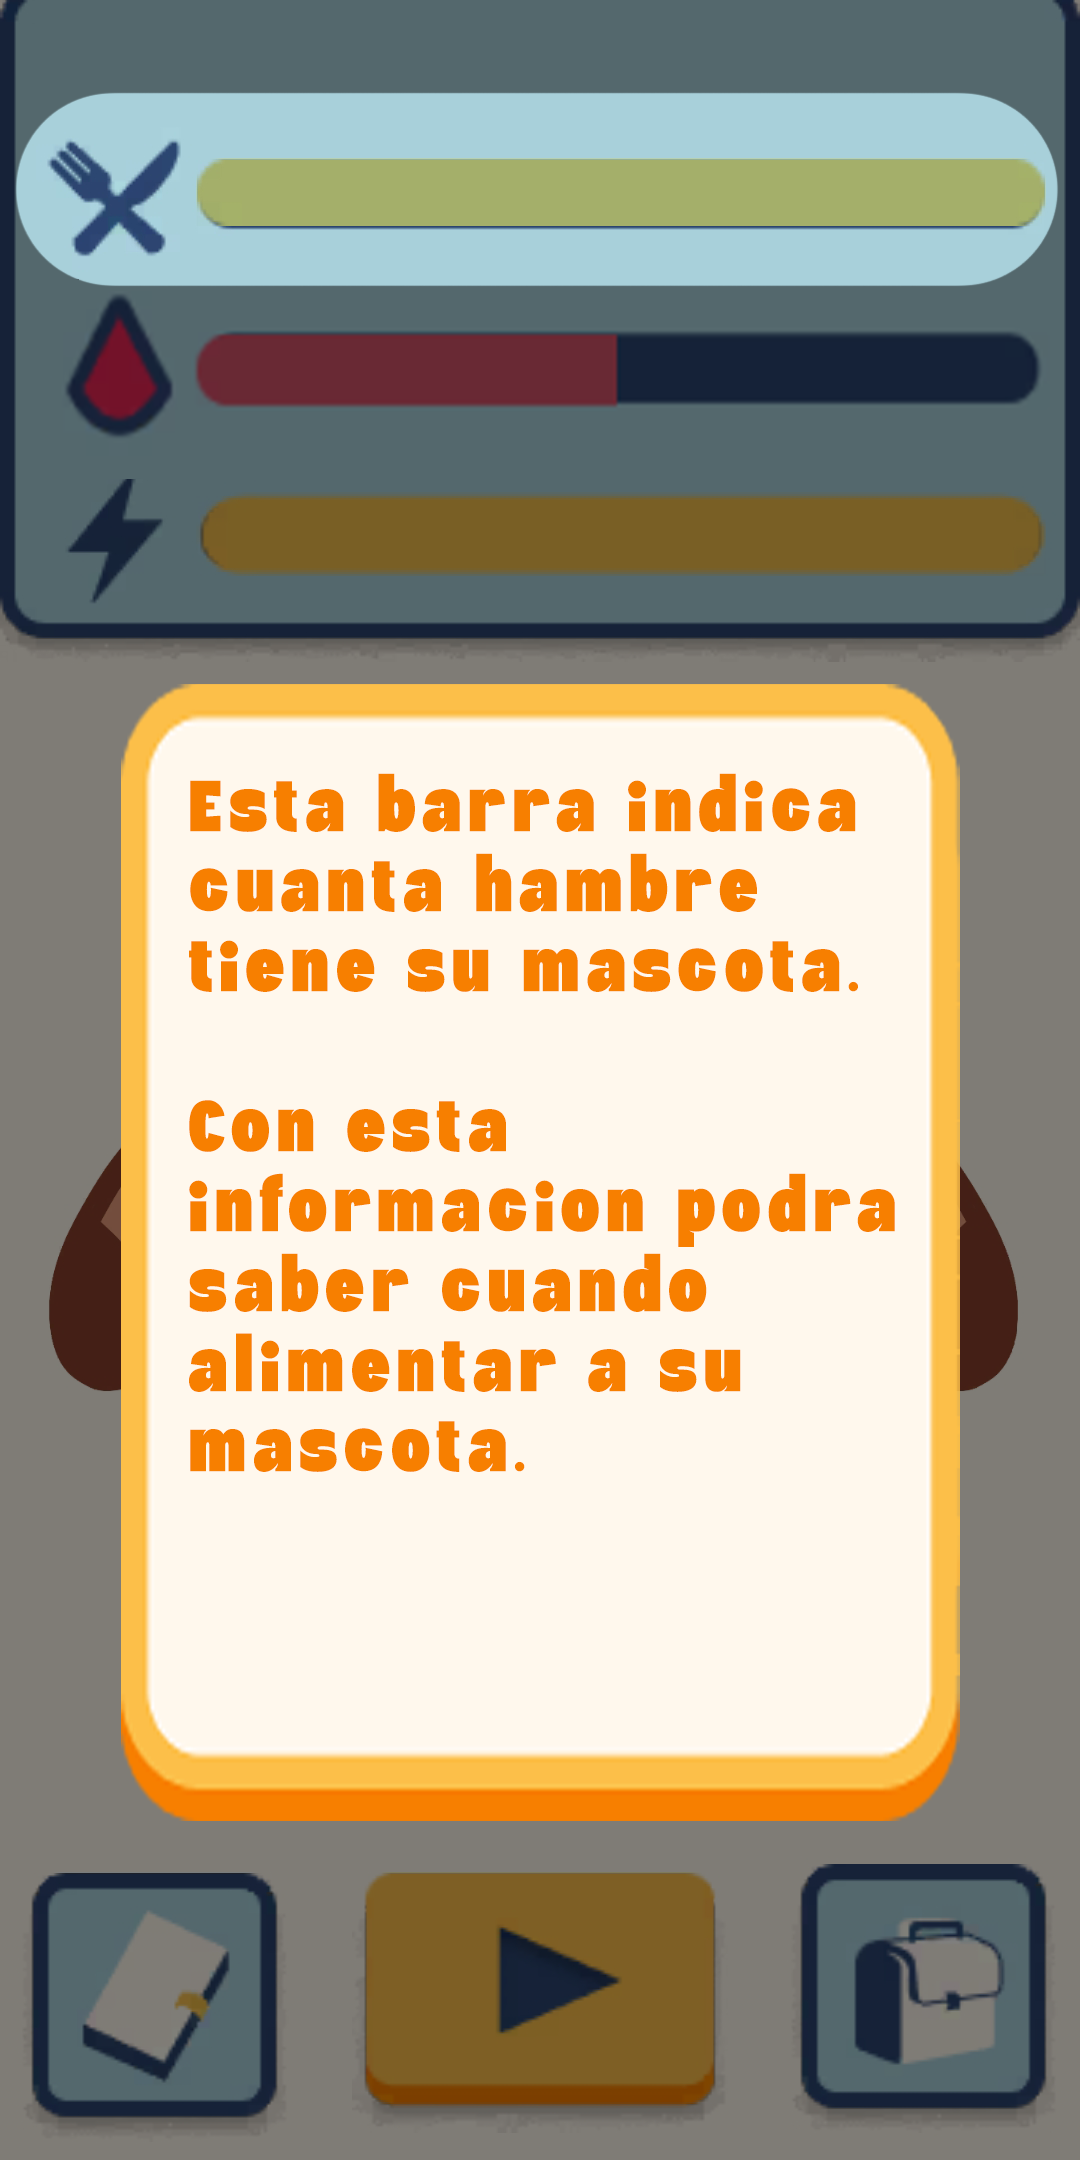 Esta barra indica
cuanta hambre
tiene su mascota.
Con esta
informacion podra
saber cuando
alimentar a su
mascota.